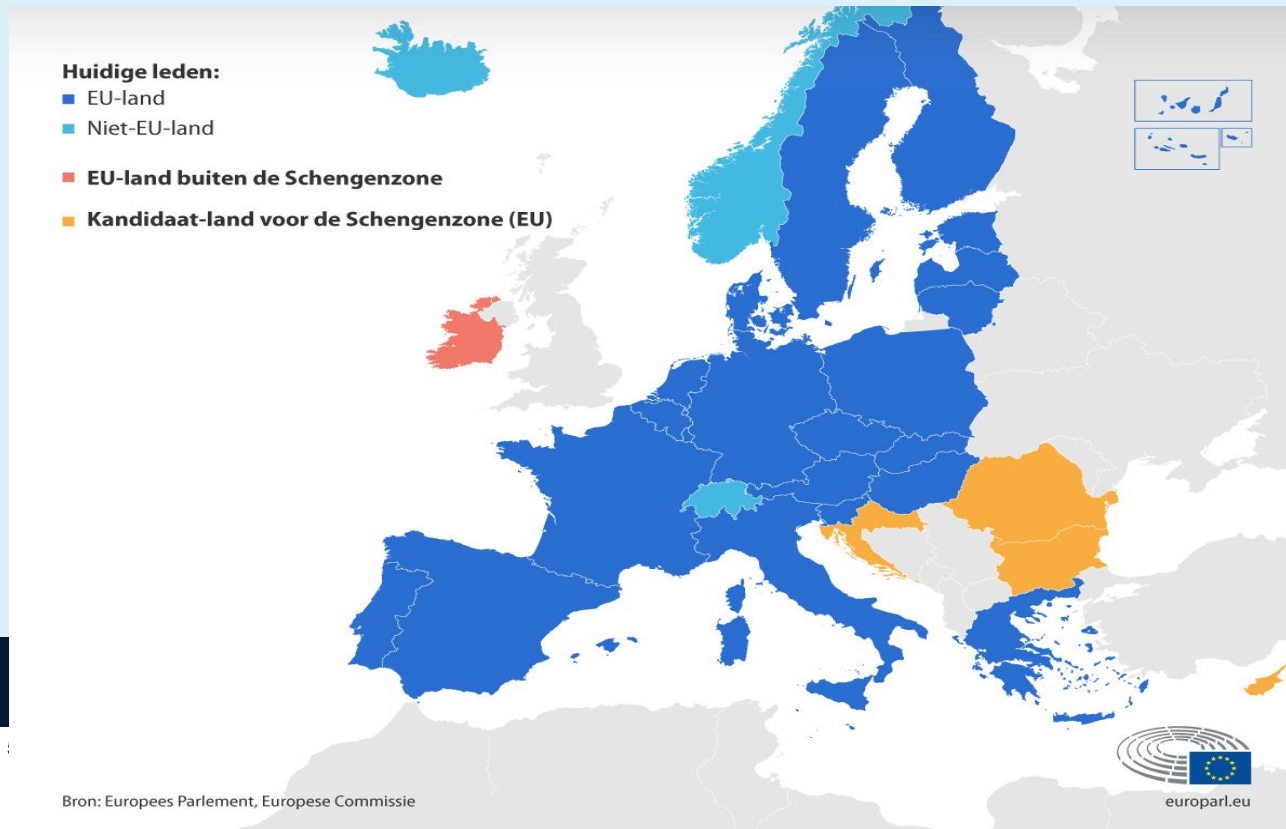 Huidige leden:
EU-land
Niet-EU-land
EU-land buiten de Schengenzone
Kandidaat-land voor de Schengenzone (EU)
Bron: Europees Parlement, Europese Commissie
europarl.eu